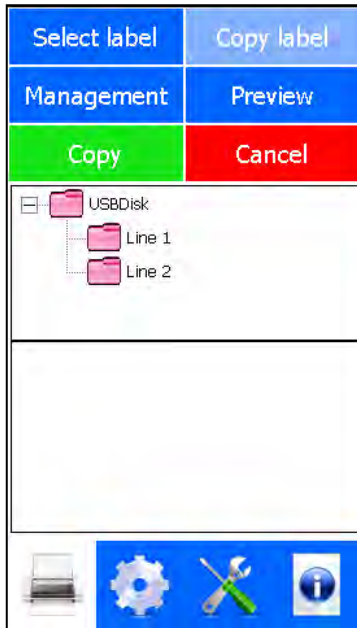 Select label
Copy label
Management
Preview
Copy
Cancel
USBDisk
Line 1
Line 2